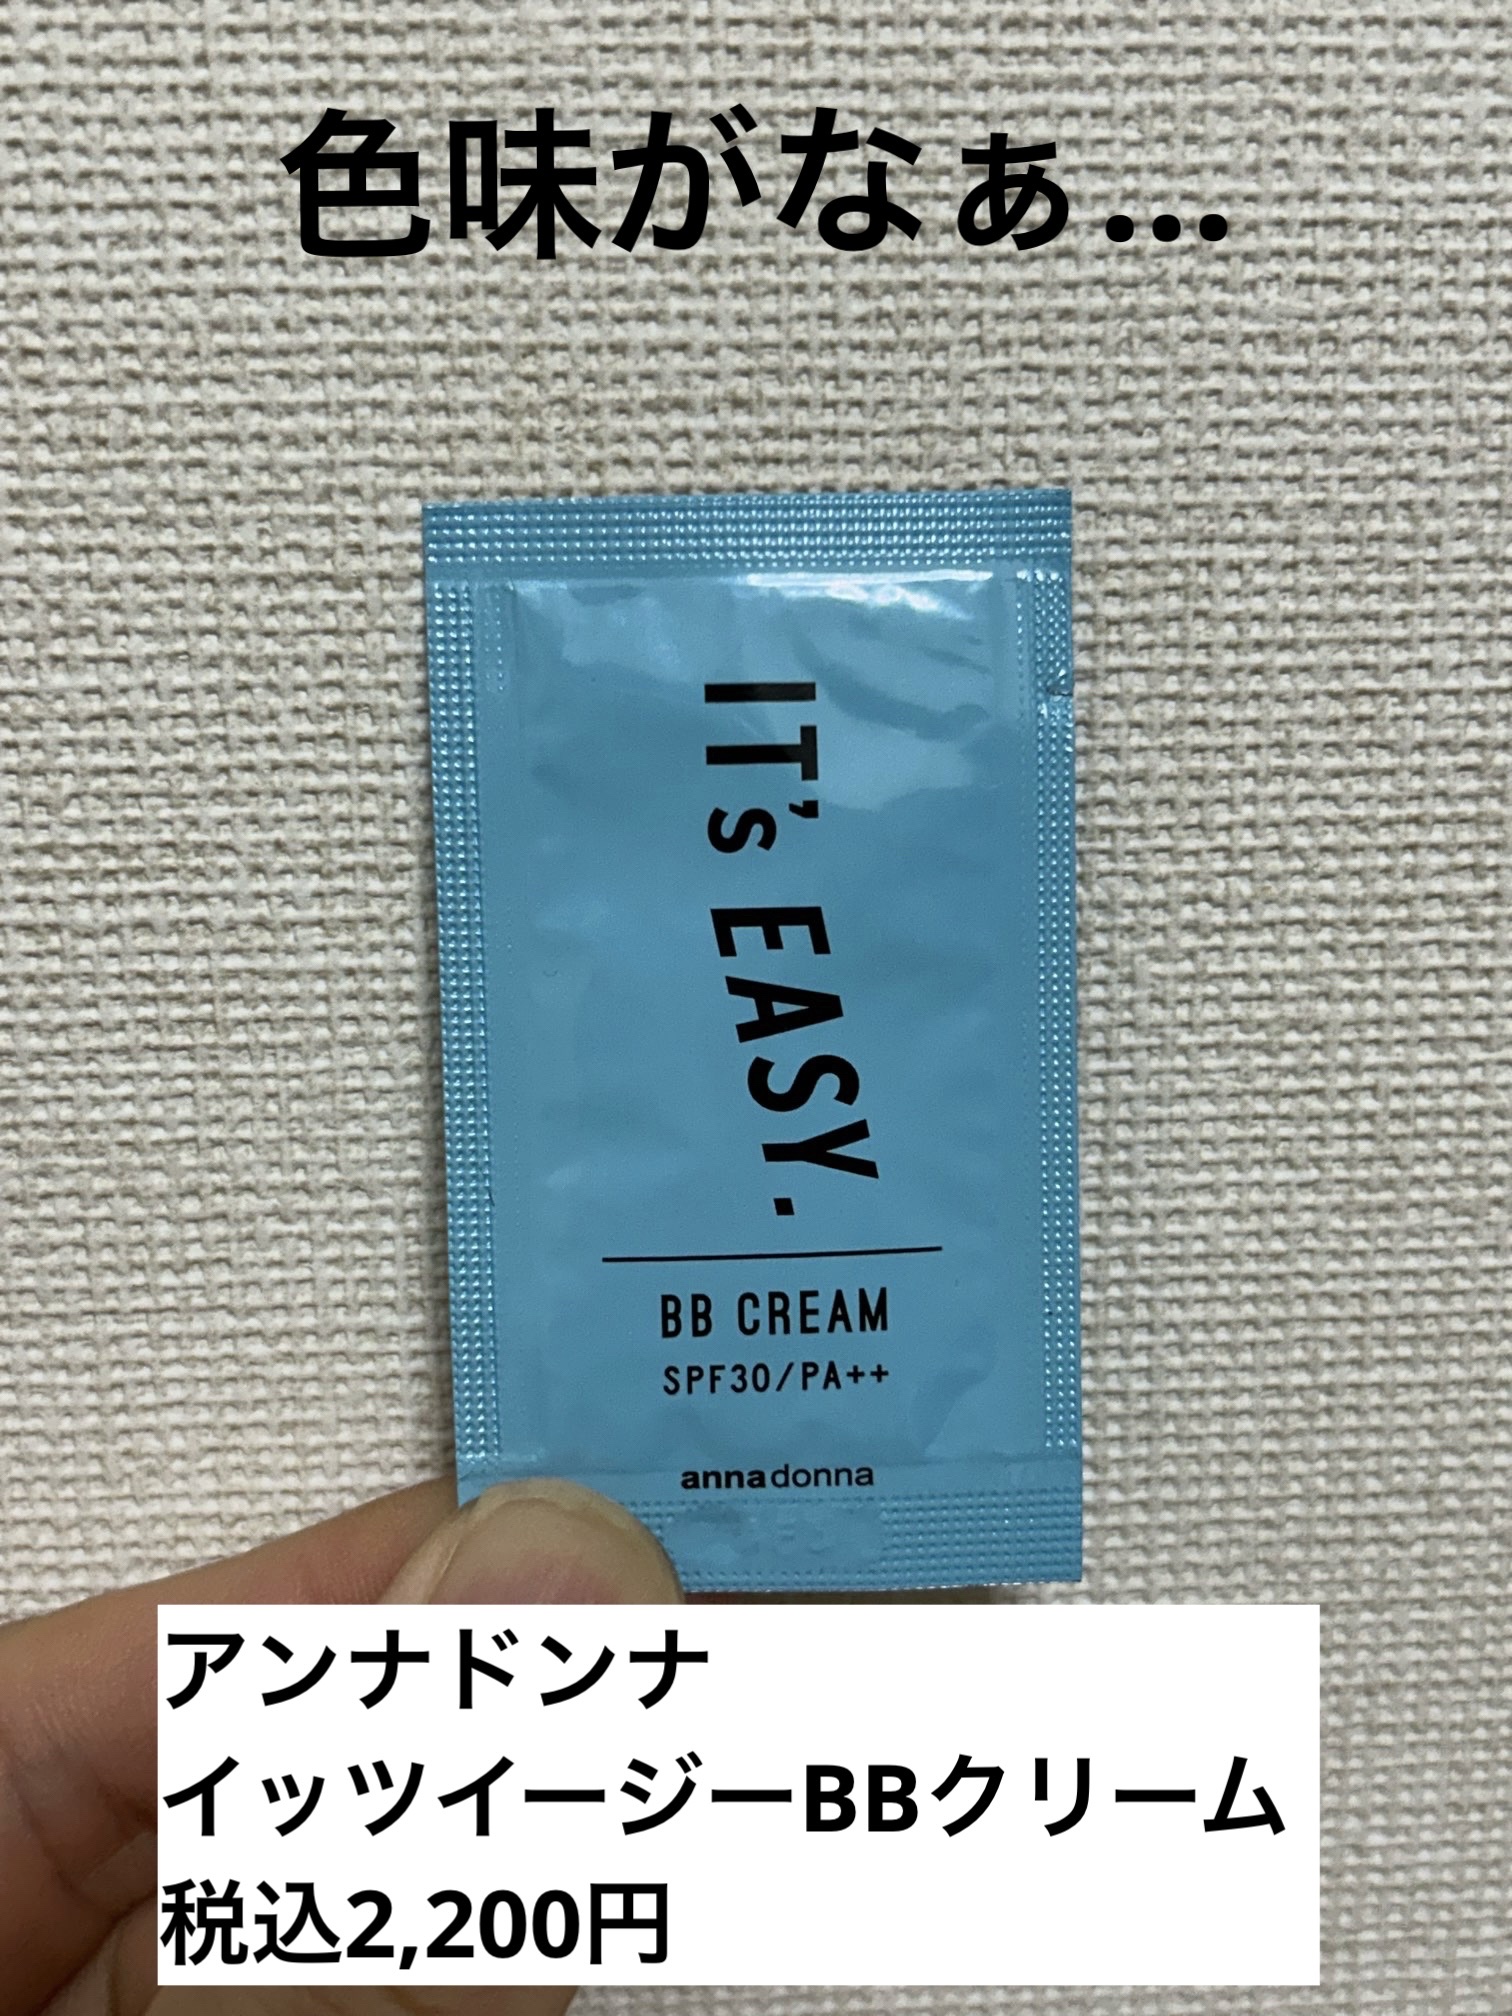 色味がなぁ…
IT's EASY.
BB CREAM
SPF30/PA++
annadonna
アンナドンナ
イッツイージーBBクリーム
税込2,200円